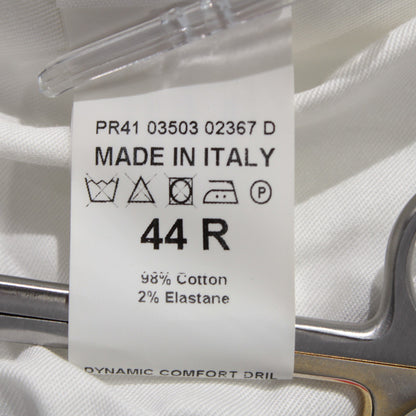 PR41 03503 02367 D
MADE IN ITALY
P
44 R
98% Cotton
2% Elastane
DYNAMIC COMFORT DRIL